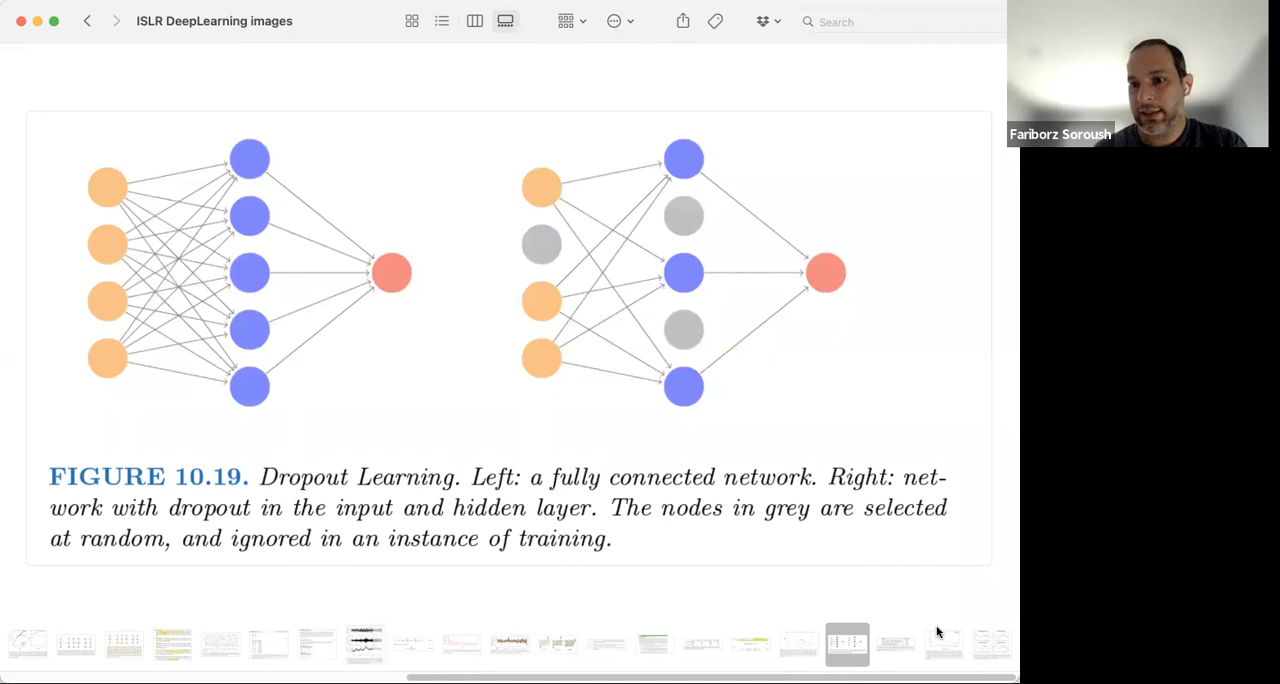 ISLR DeepLearning images
Search
Fariborz Soroush
FIGURE 10.19. Dropout Learning. Left: a fully connected network. Right: net-
work with dropout in the input and hidden layer. The nodes in grey are selected
at random, and ignored in an instance of training.